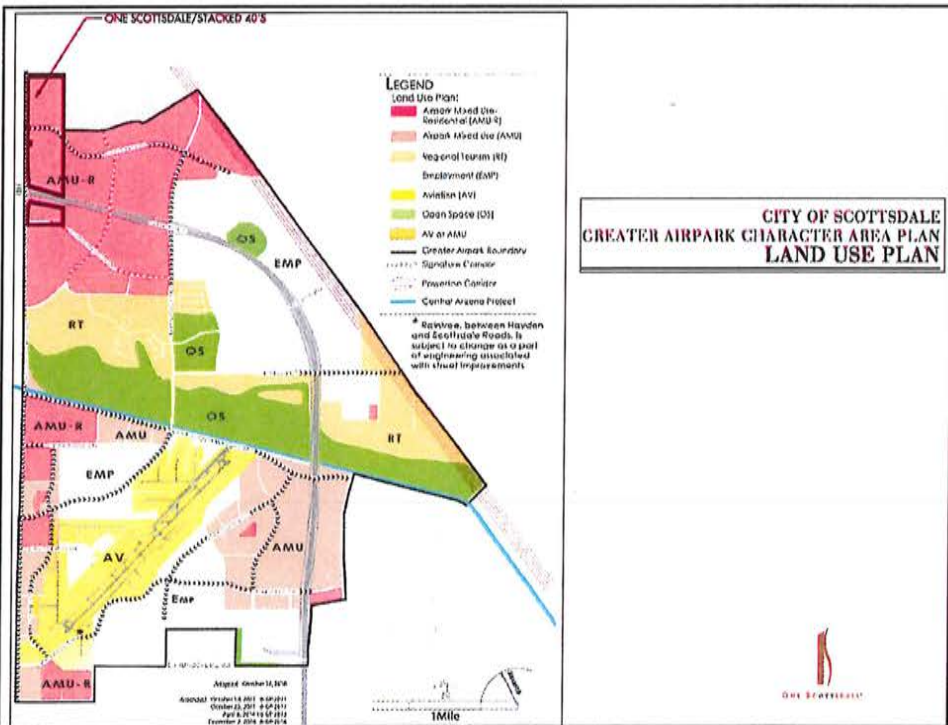 ONE SCOTTSDALE/STACKED 40'S
LEGEND
Land Use Plan:
Airpark Mixed Use-
Residential (AMU-R)
Airpark Mixed Use (AMU)
Regional Tourism (RT)
Employment (EMP)
Aviation (AV)
Open Space (OS)
AV or AMU
Greater Airpark Boundary
Signature Corridor
Powerline Corridor
Central Arizona Project
* Raintree, between Hayden
and Scottsdale Roads, is
subject to change as a part
of engineering associated
with street improvements
AMU-R
OS
EMP
RT
OS
OS
RT
AMU-R
AMU
EMP
AV
AMU
EMP
AMU-R
1Mile
CITY OF SCOTTSDALE
GREATER AIRPARK CHARACTER AREA PLAN
LAND USE PLAN
ONE SCOTTSDALE